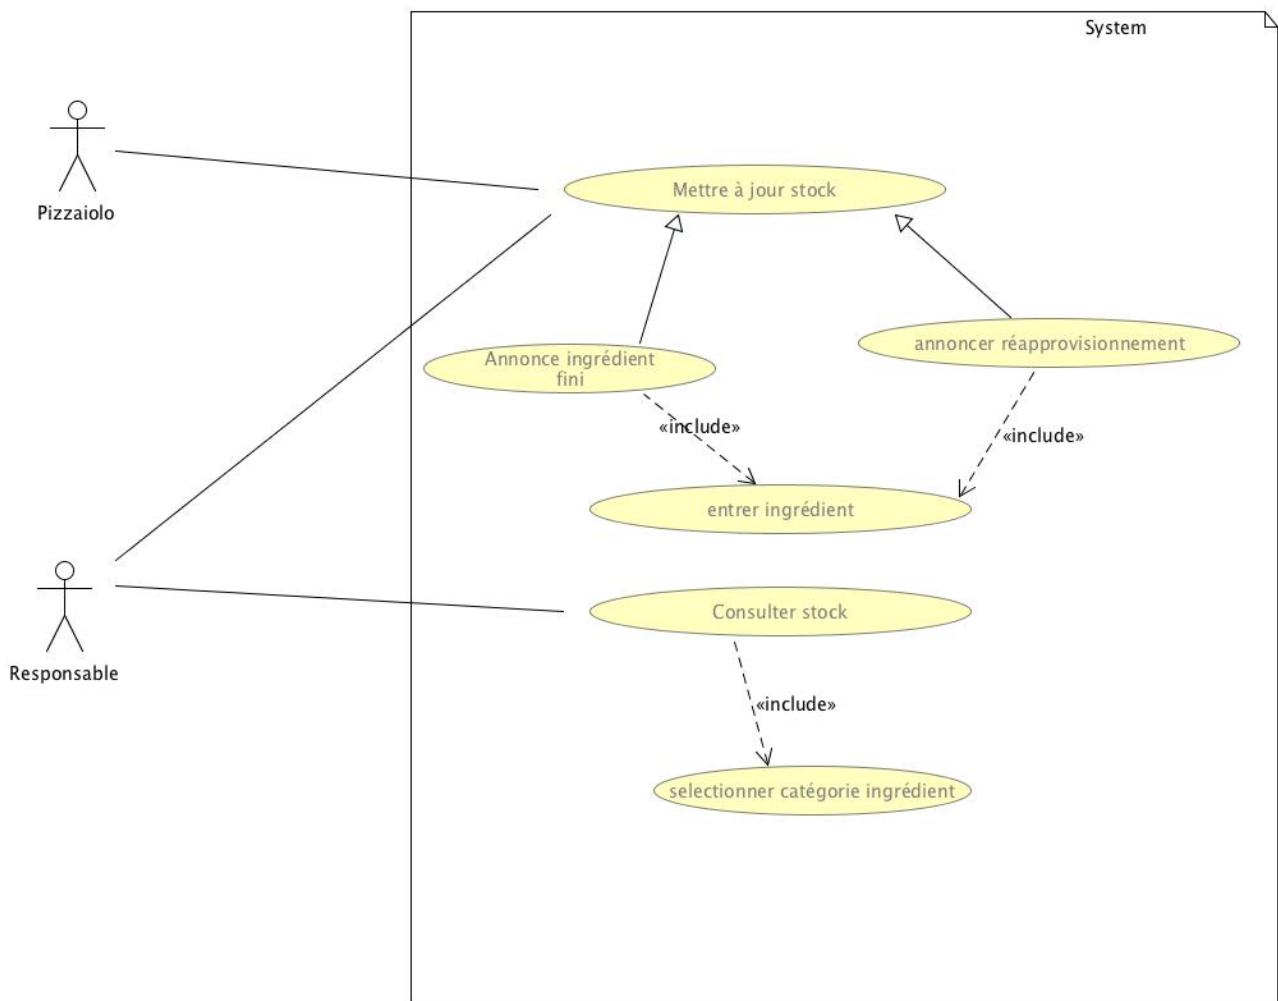 System
Pizzaiolo
Mettre à jour stock
annoncer réapprovisionnement
Annonce ingrédient
fini
«include»
«include»
entrer ingrédient
Responsable
Consulter stock
«include»
selectionner catégorie ingrédient